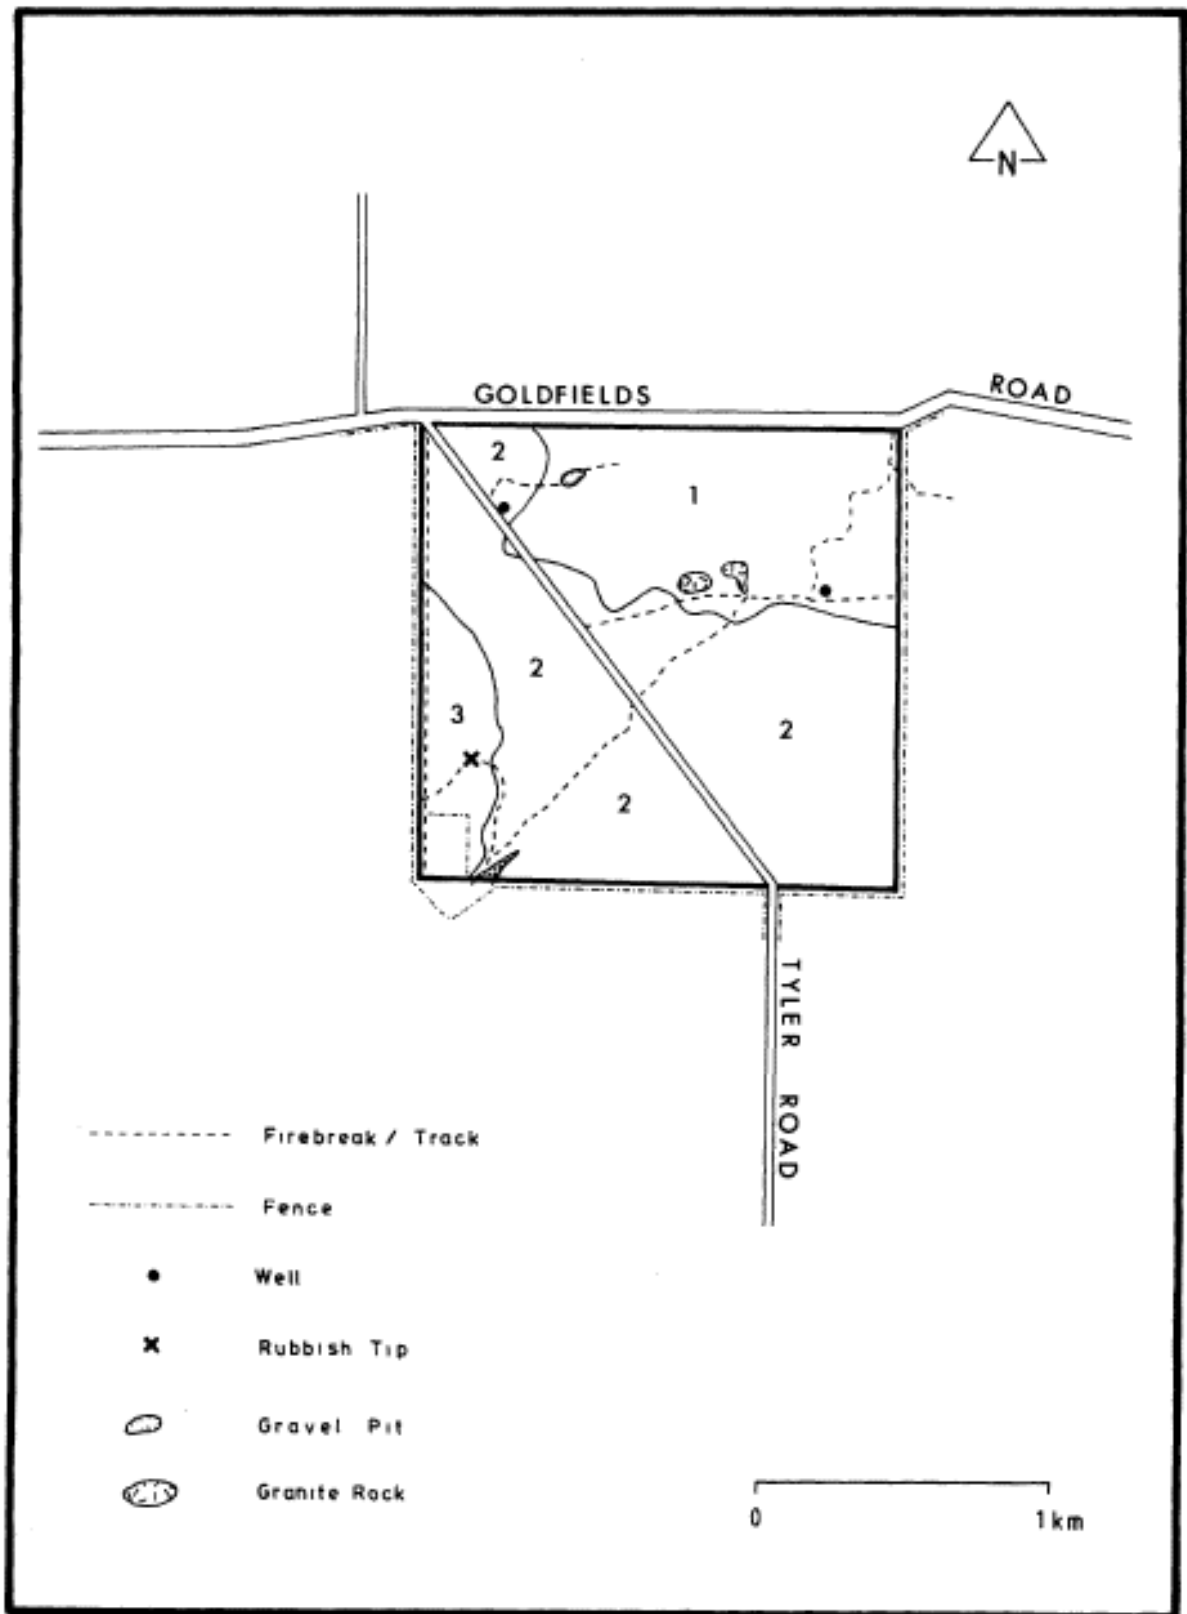 N
GOLDFIELDS
ROAD
2
1
2
3
2
2
TYLER ROAD
Firebreak / Track
Fence
Well
Rubbish Tip
Gravel Pit
Granite Rock
0 1km